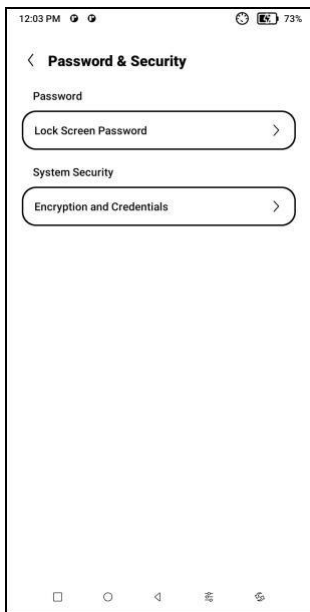 12:03 PM 73%
Password & Security
Password
Lock Screen Password
System Security
Encryption and Credentials